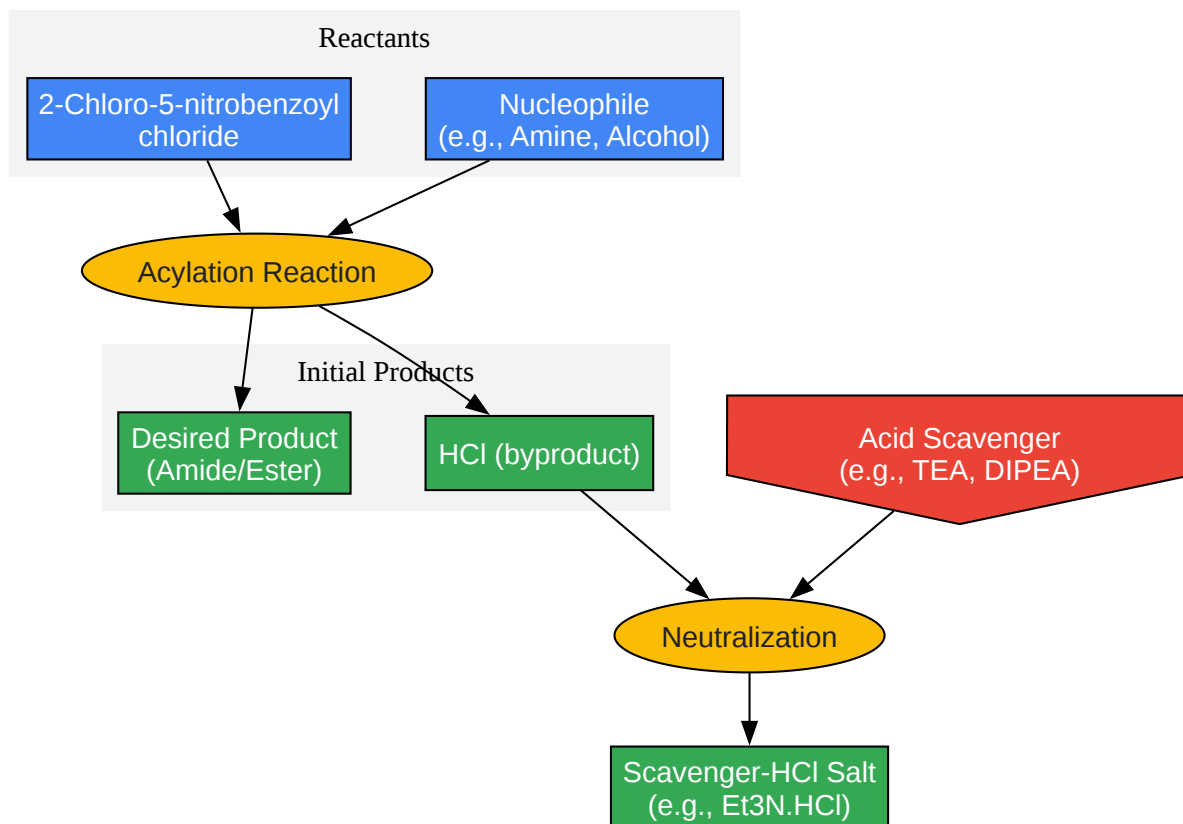 Reactants
2-Chloro-5-nitrobenzoyl
chloride
Nucleophile
(e.g., Amine, Alcohol)
Acylation Reaction
Initial Products
Desired Product
(Amide/Ester)
HCl (byproduct)
Acid Scavenger
(e.g., TEA, DIPEA)
Neutralization
Scavenger-HCl Salt
(e.g., Et3N.HCl)